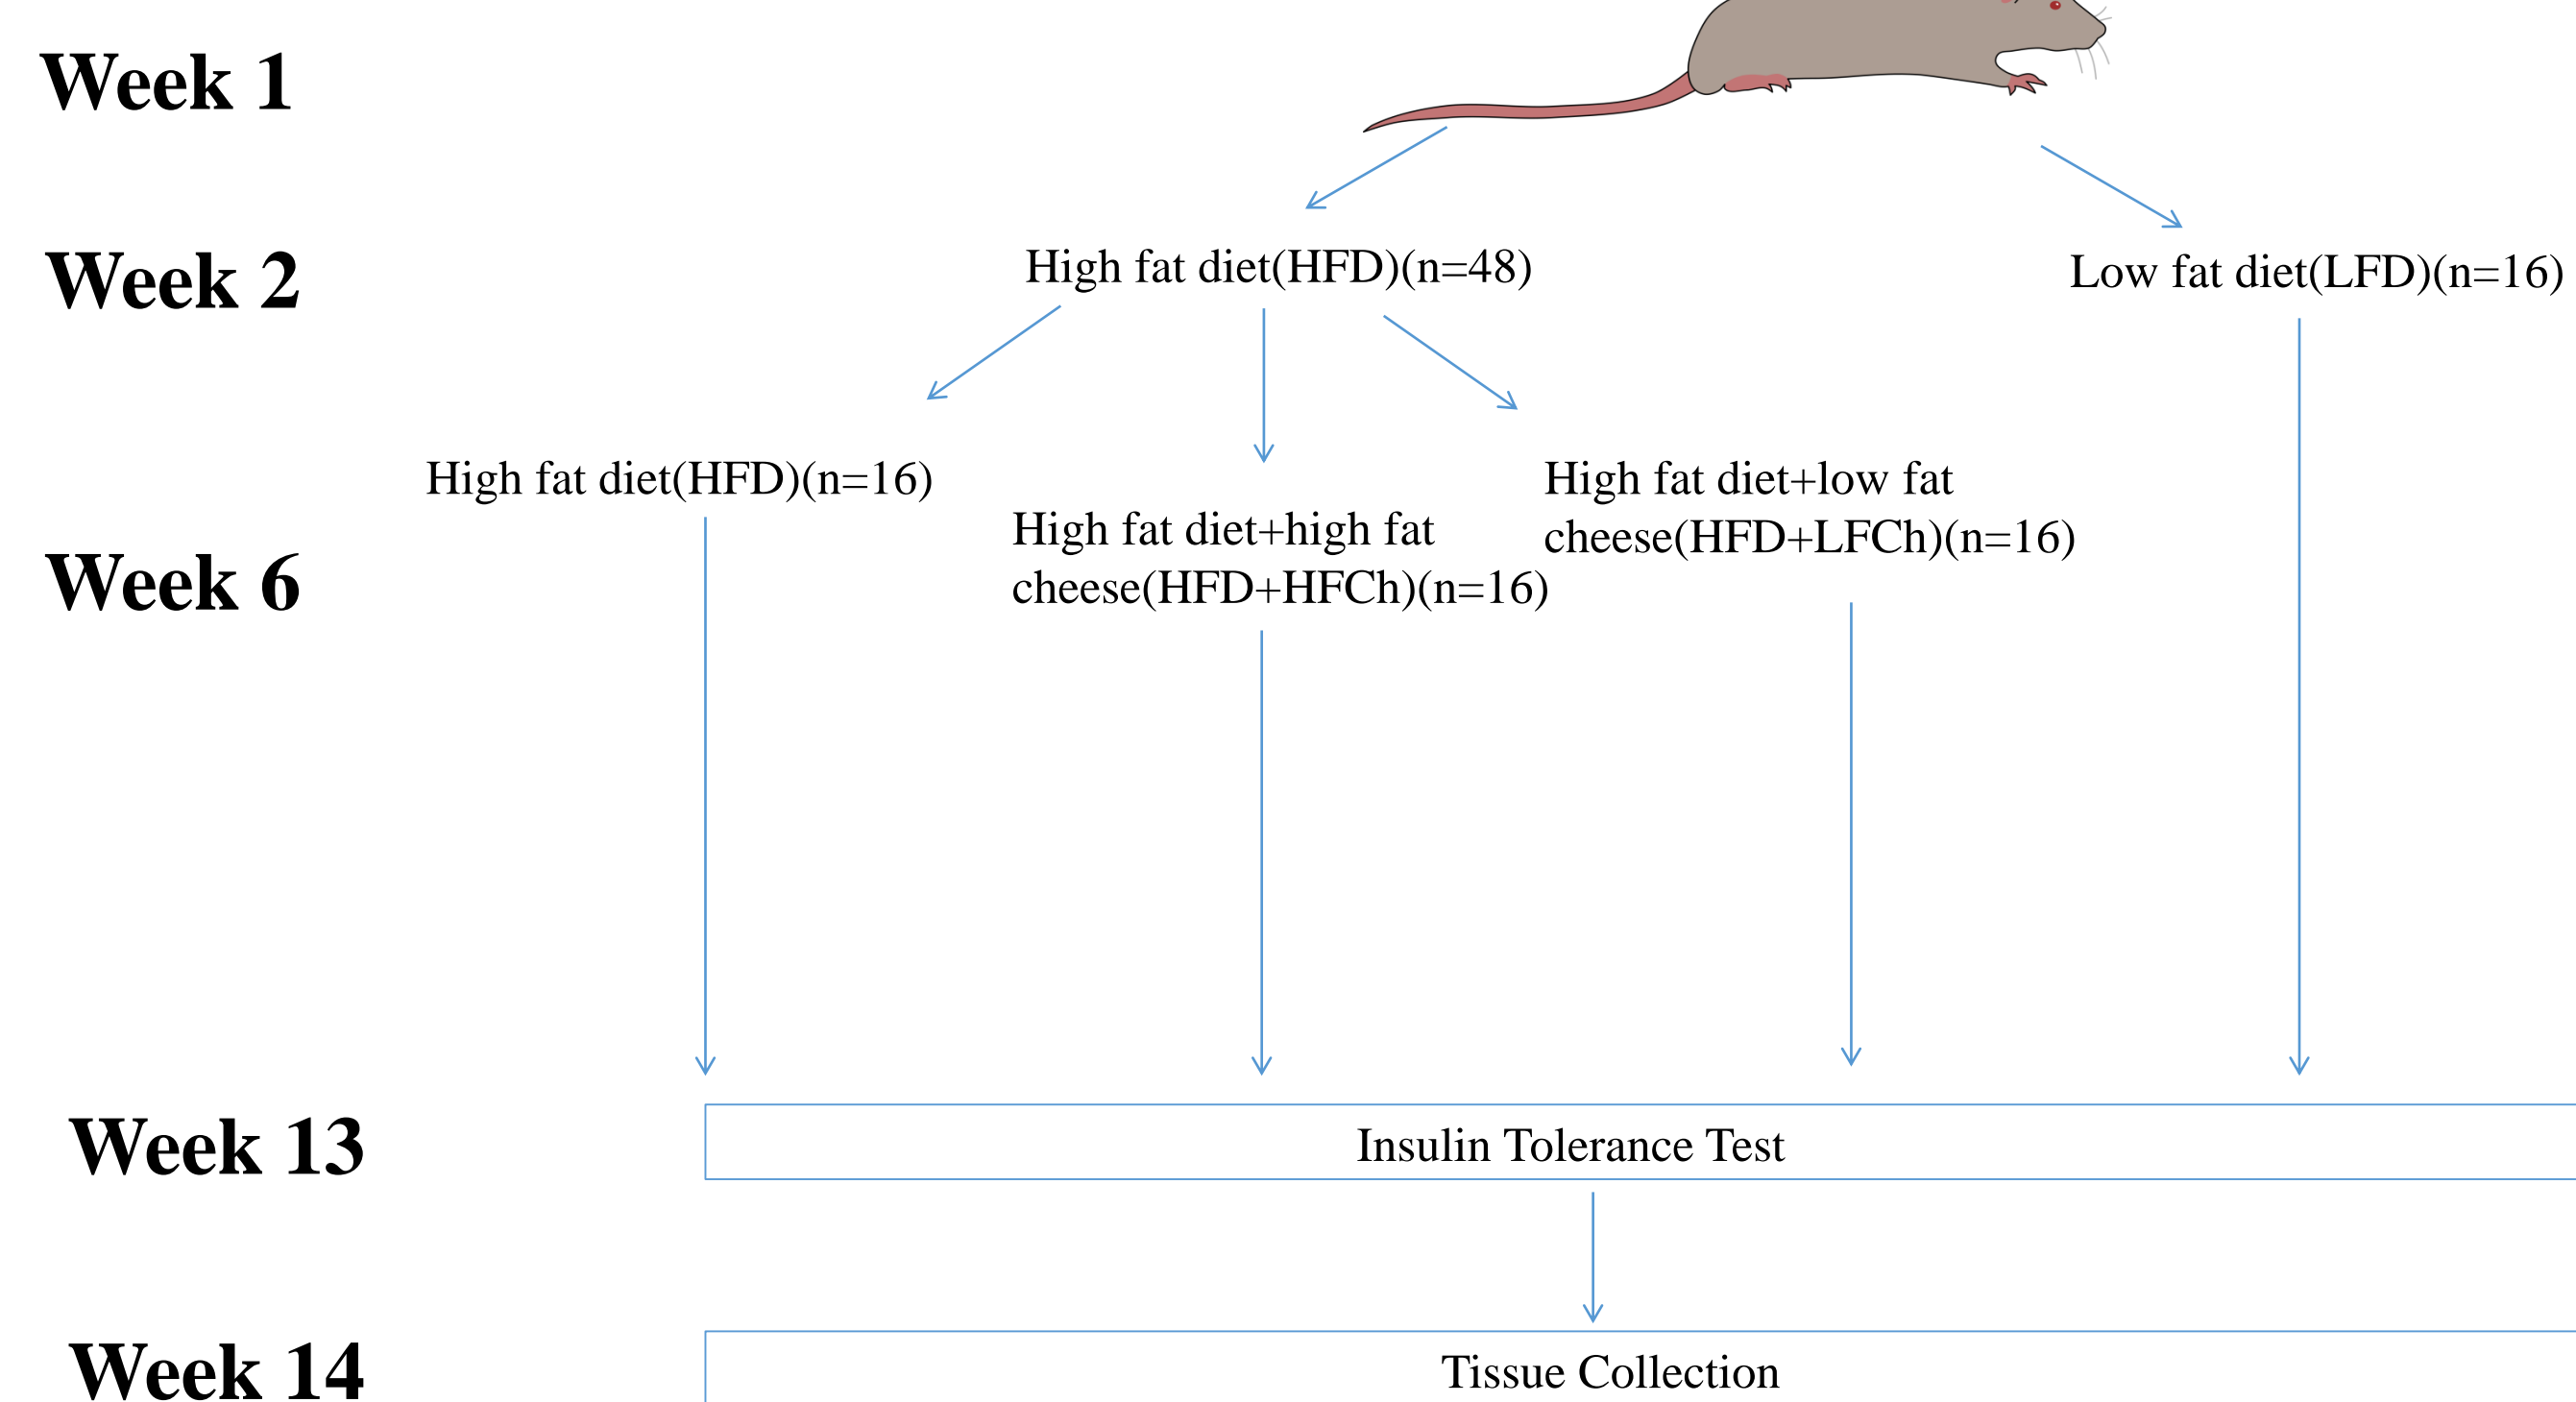 Week 1
Week 2
High fat diet(HFD)(n=48)
Low fat diet(LFD)(n=16)
High fat diet(HFD)(n=16)
High fat diet+high fat
cheese(HFD+HFCh)(n=16)
High fat diet+low fat
cheese(HFD+LFCh)(n=16)
Week 6
Week 13
Insulin Tolerance Test
Week 14
Tissue Collection